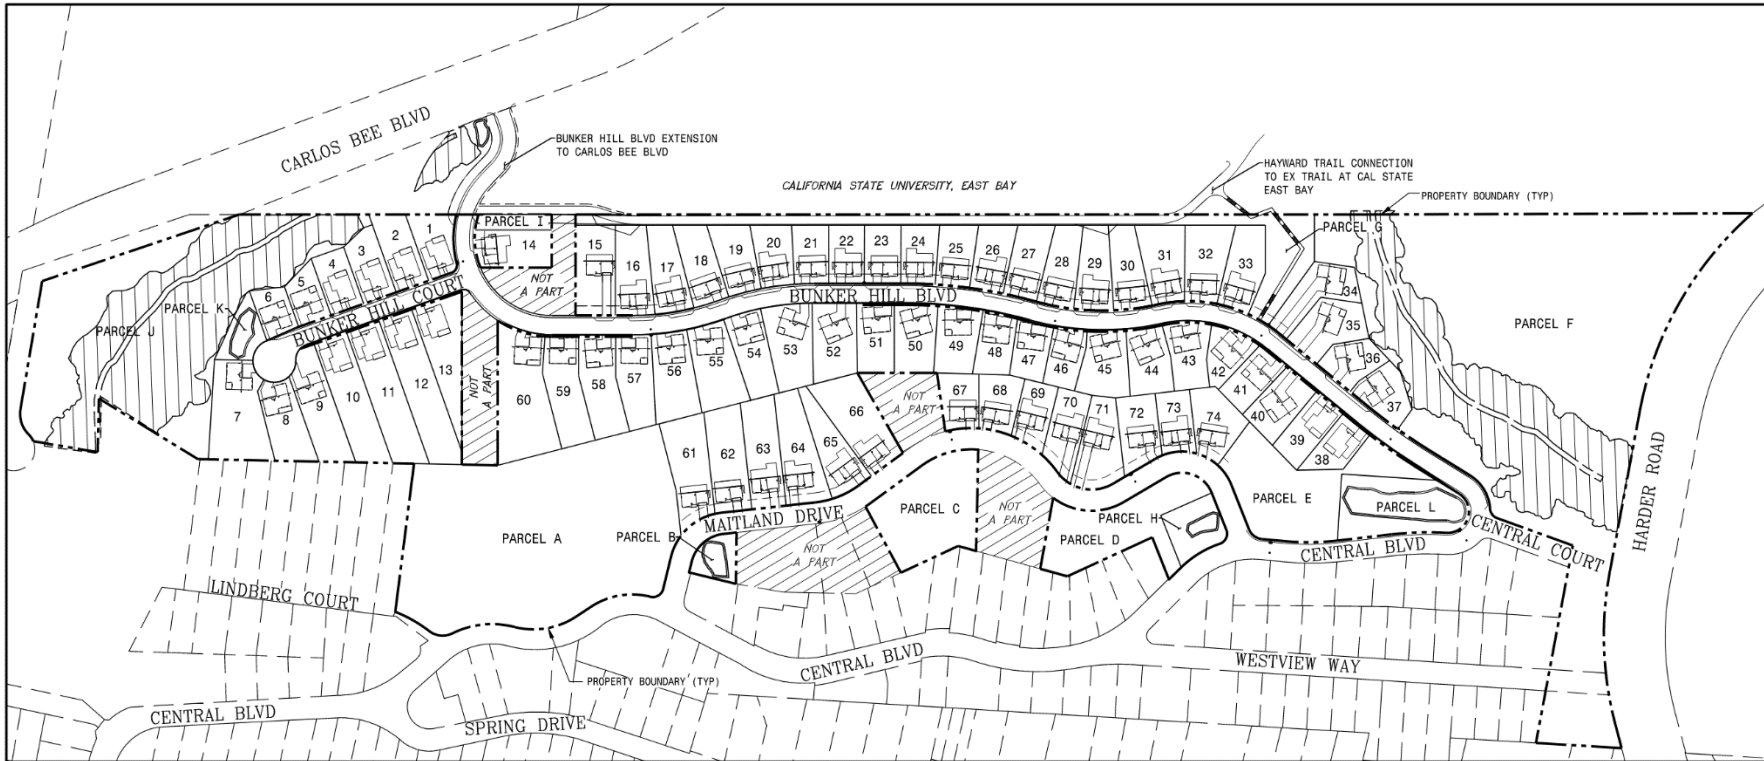 CARLOS BEE BLVD
BUNKER HILL BLVD EXTENSION
TO CARLOS BEE BLVD
CALIFORNIA STATE UNIVERSITY, EAST BAY
HAYWARD TRAIL CONNECTION
TO EX TRAIL AT CAL STATE
EAST BAY
PROPERTY BOUNDARY (TYP)
PARCEL I
PARCEL G
14
NOT
A PART
1
2
3
4
5
6
PARCEL K
PARCEL J
BUNKER HILL COURT
7
8
9
10
11
12
13
NOT
A PART
15
16
17
18
19
20
21
22
23
24
25
26
27
28
29
30
31
32
33
34
35
36
37
PARCEL F
BUNKER HILL BLVD
60
59
58
57
56
55
54
53
52
51
50
49
48
47
46
45
44
43
42
41
40
39
38
NOT
A PART
61
62
63
64
65
66
67
68
69
70
71
72
73
74
MAITLAND DRIVE
PARCEL A
PARCEL B
NOT
A PART
PARCEL C
NOT
A PART
PARCEL D
PARCEL H
PARCEL E
PARCEL L
CENTRAL BLVD
CENTRAL COURT
HARDER ROAD
LINDBERG COURT
PROPERTY BOUNDARY (TYP)
CENTRAL BLVD
WESTVIEW WAY
CENTRAL BLVD
SPRING DRIVE